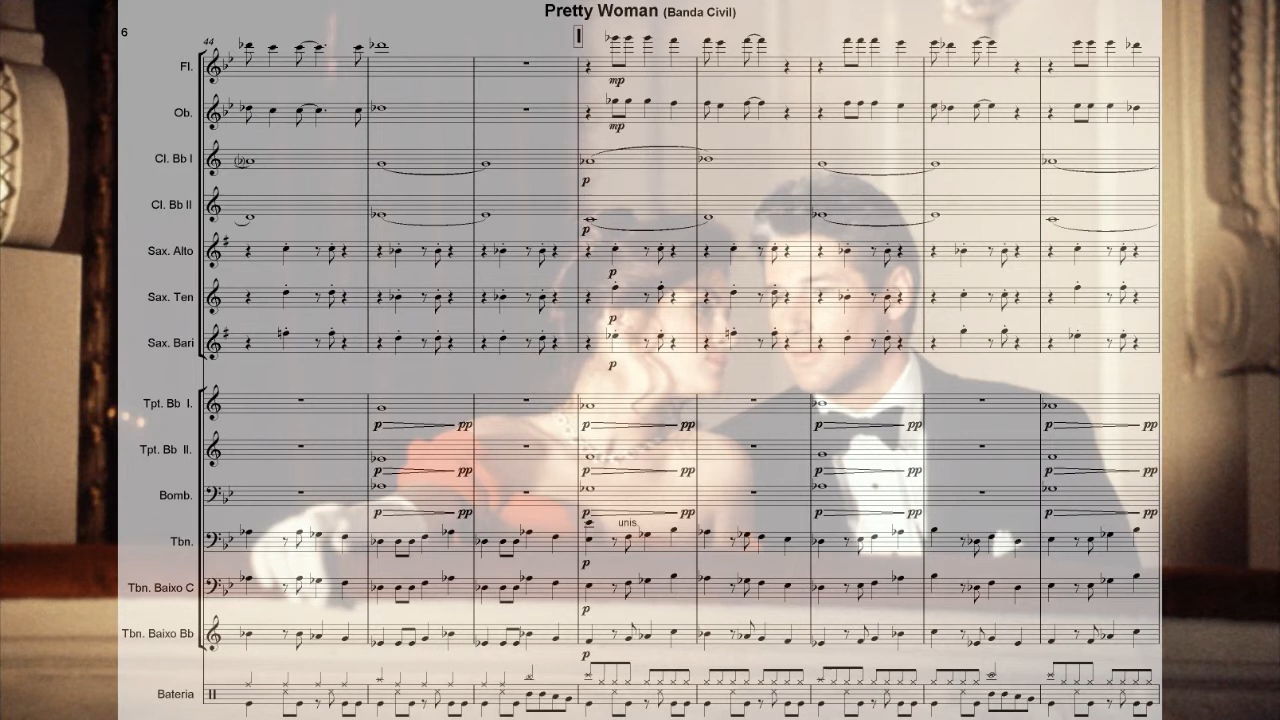 Pretty Woman (Banda Civil)
6
44
I
Fl.
mp
Ob.
mp
Cl. Bb I
p
Cl. Bb II
p
Sax. Alto
p
Sax. Ten
p
Sax. Bari
p
Tpt. Bb I.
p pp p pp p pp p pp
Tpt. Bb II.
p pp p pp p pp p pp
Bomb.
p pp p pp p pp p pp
unis
Tbn.
p
Tbn. Baixo C
p
Tbn. Baixo Bb
p
Bateria